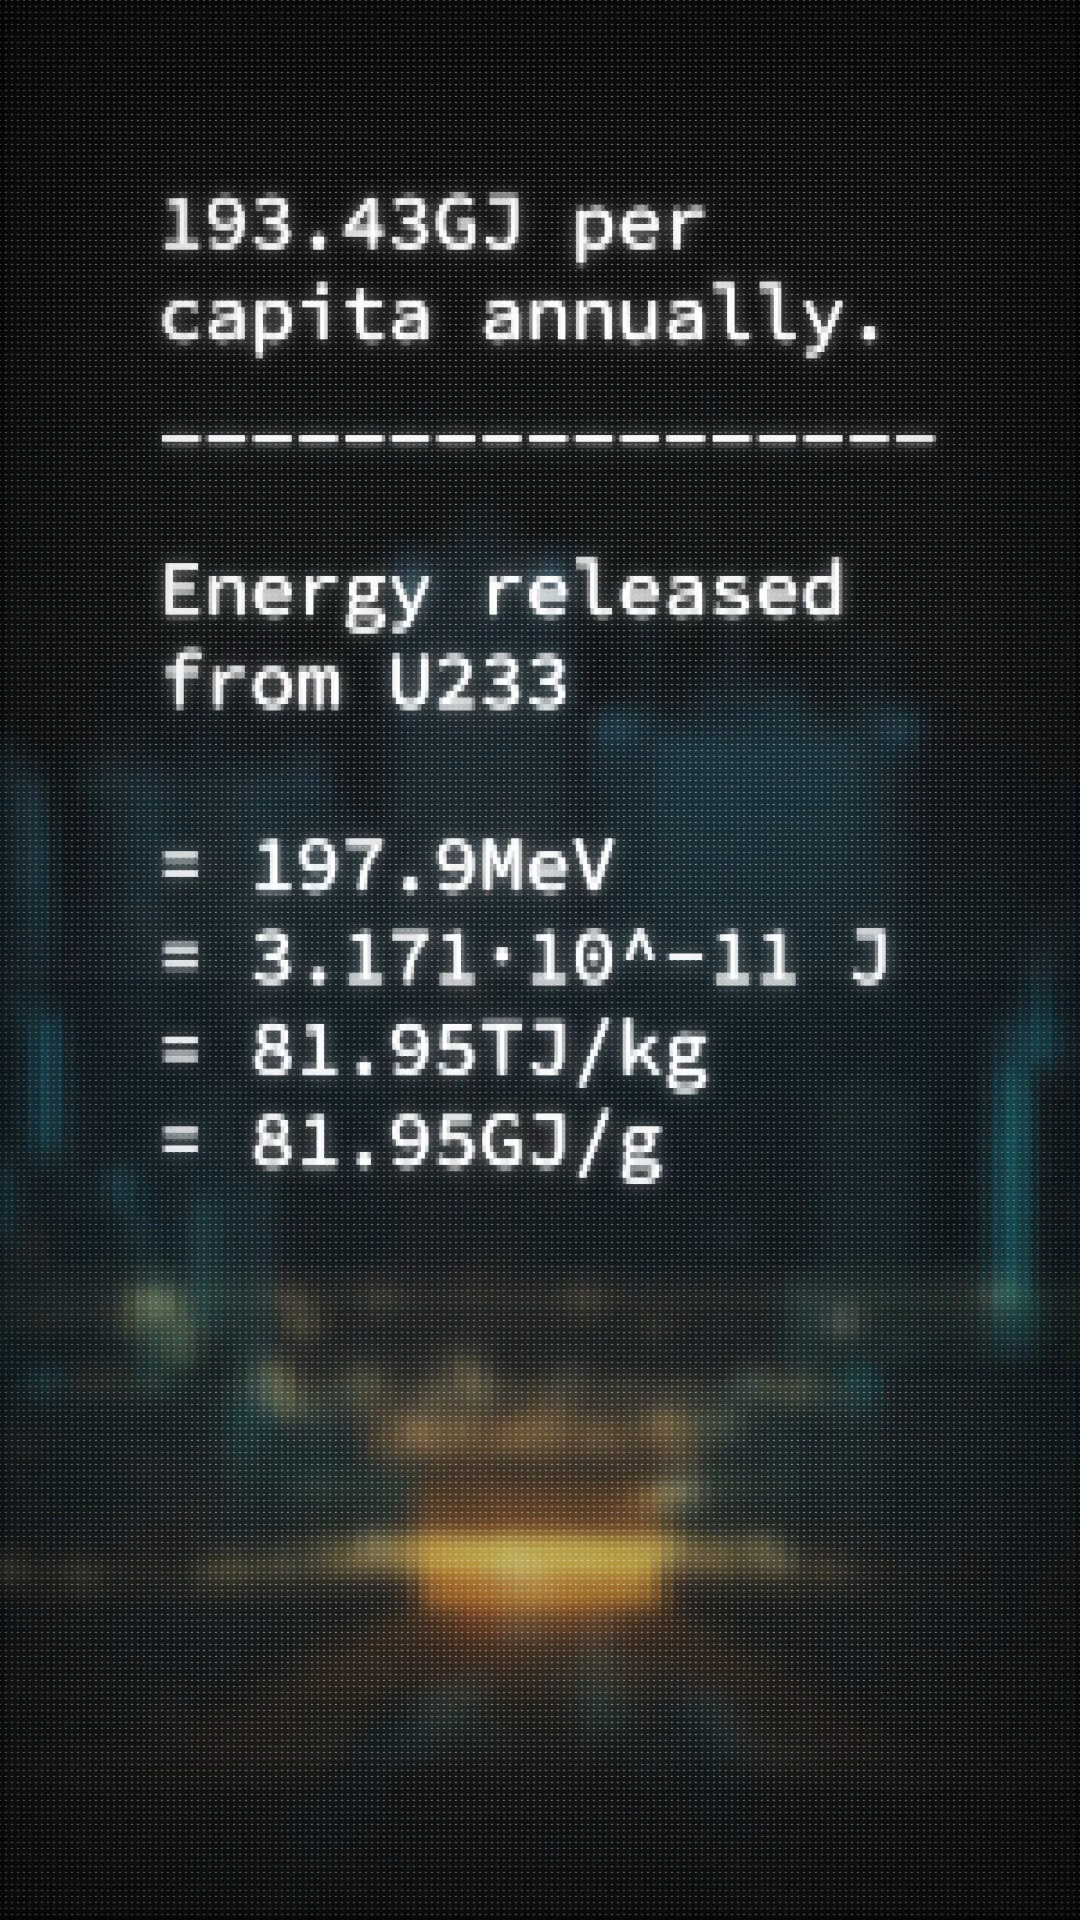 193.43GJ per
capita annually.
-----------------
Energy released
from U233
= 197.9MeV
= 3.171·10^-11 J
= 81.95TJ/kg
= 81.95GJ/g